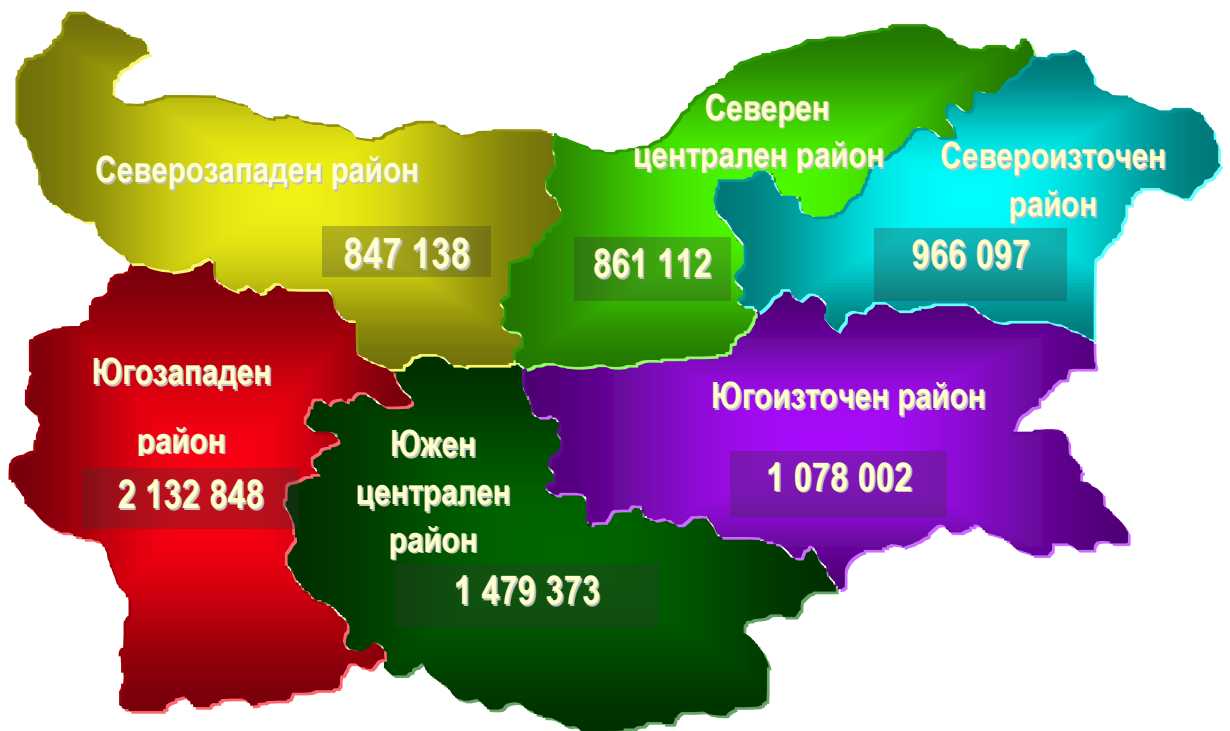 Северозападен район
847 138
Северен
централен район
861 112
Североизточен
район
966 097
Югозападен
район
2 132 848
Южен
централен
район
1 479 373
Югоизточен район
1 078 002